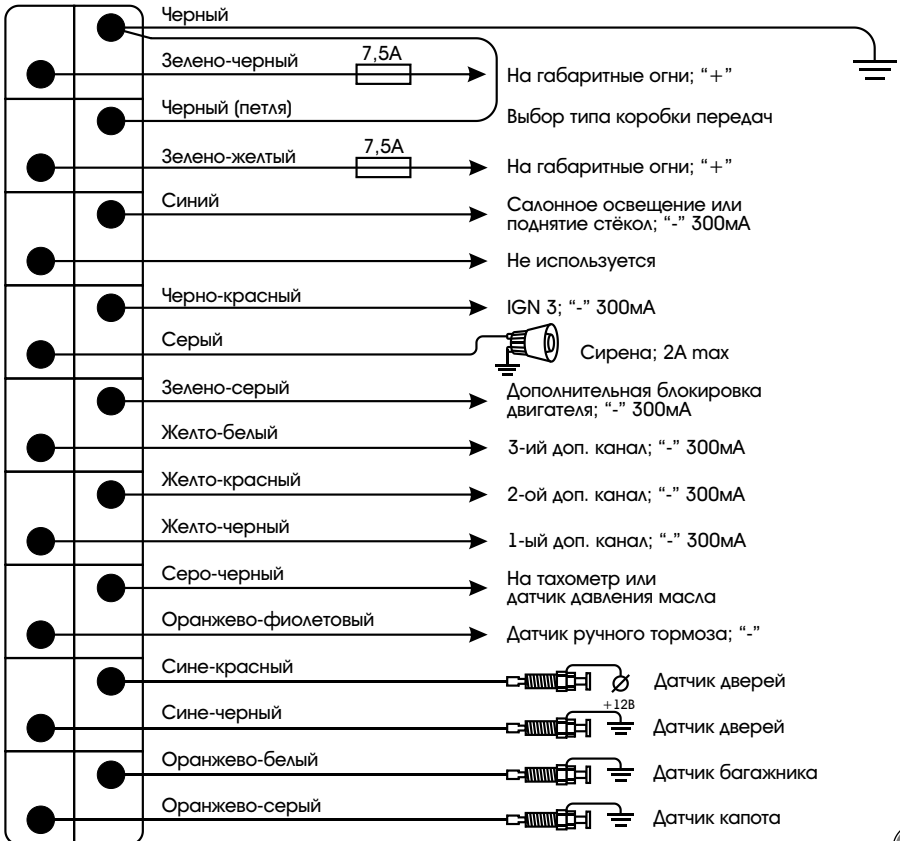 Черный
Зелено-черный
7,5А
На габаритные огни; “+”
Черный (петля)
Выбор типа коробки передач
Зелено-желтый
7,5А
На габаритные огни; “+”
Синий
Салонное освещение или
поднятие стёкол; “-” 300мА
Не используется
Черно-красный
IGN 3; “-” 300мА
Серый
Сирена; 2А max
Зелено-серый
Дополнительная блокировка
двигателя; “-” 300мА
Желто-белый
3-ий доп. канал; “-” 300мА
Желто-красный
2-ой доп. канал; “-” 300мА
Желто-черный
1-ый доп. канал; “-” 300мА
Серо-черный
На тахометр или
датчик давления масла
Оранжево-фиолетовый
Датчик ручного тормоза; “-”
Сине-красный
Датчик дверей
+12В
Сине-черный
Датчик дверей
Оранжево-белый
Датчик багажника
Оранжево-серый
Датчик капота